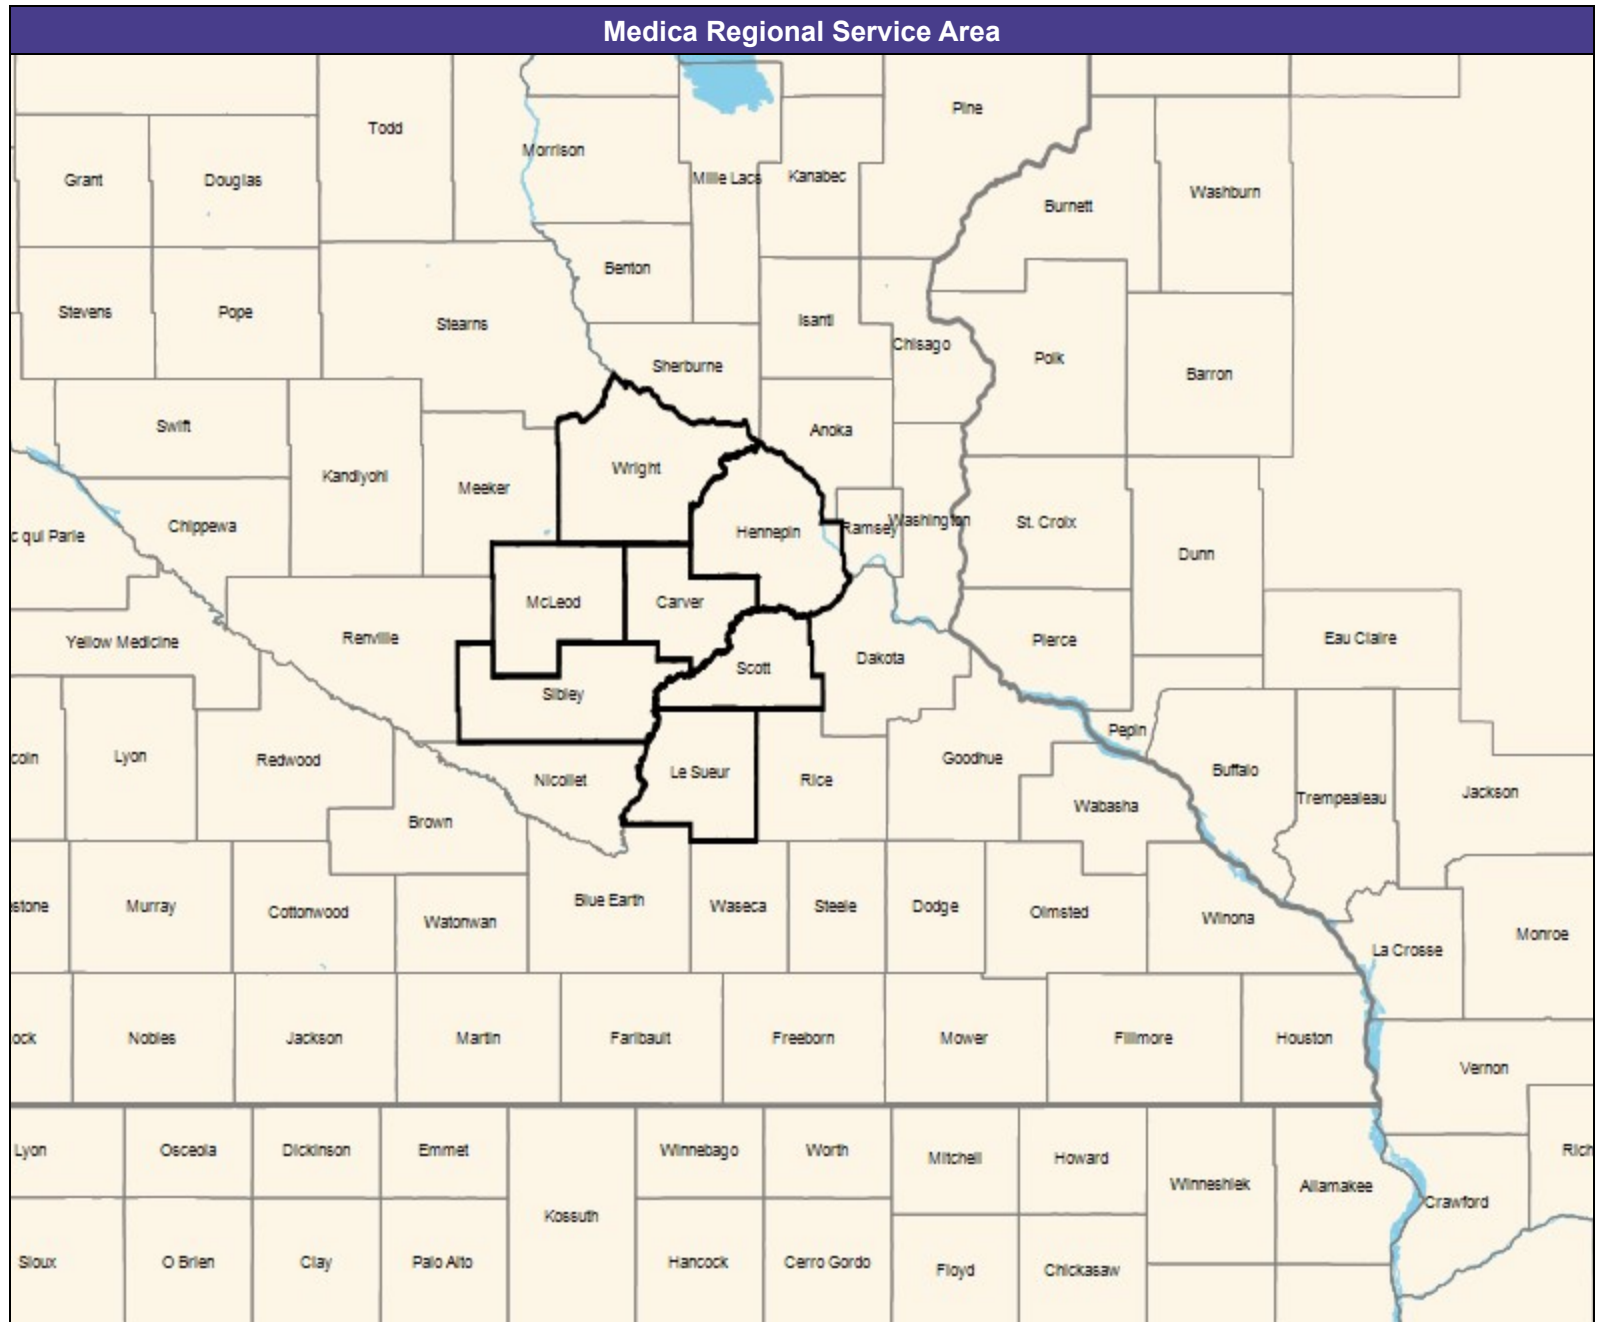 Medica Regional Service Area
Pine
Todd
Morrison
Grant
Douglas
Mille Lacs
Kanabec
Burnett
Washburn
Benton
Stevens
Pope
Stearns
Isanti
Chisago
Sherburne
Polk
Barron
Swift
Anoka
Wright
Kandiyohi
Meeker
Chippewa
c qui Parle
Hennepin
Ramsey
Washington
St. Croix
Dunn
McLeod
Carver
Yellow Medicine
Renville
Scott
Dakota
Pierce
Eau Claire
Sibley
Pepin
coln
Lyon
Redwood
Nicollet
Le Sueur
Rice
Goodhue
Buffalo
Trempealeau
Jackson
Wabasha
Brown
stone
Murray
Cottonwood
Watonwan
Blue Earth
Waseca
Steele
Dodge
Olmsted
Winona
La Crosse
Monroe
ock
Nobles
Jackson
Martin
Faribault
Freeborn
Mower
Fillmore
Houston
Vernon
Lyon
Osceola
Dickinson
Emmet
Winnebago
Worth
Mitchell
Howard
Winneshiek
Allamakee
Crawford
Rich
Kossuth
Sioux
O Brien
Clay
Palo Alto
Hancock
Cerro Gordo
Floyd
Chickasaw